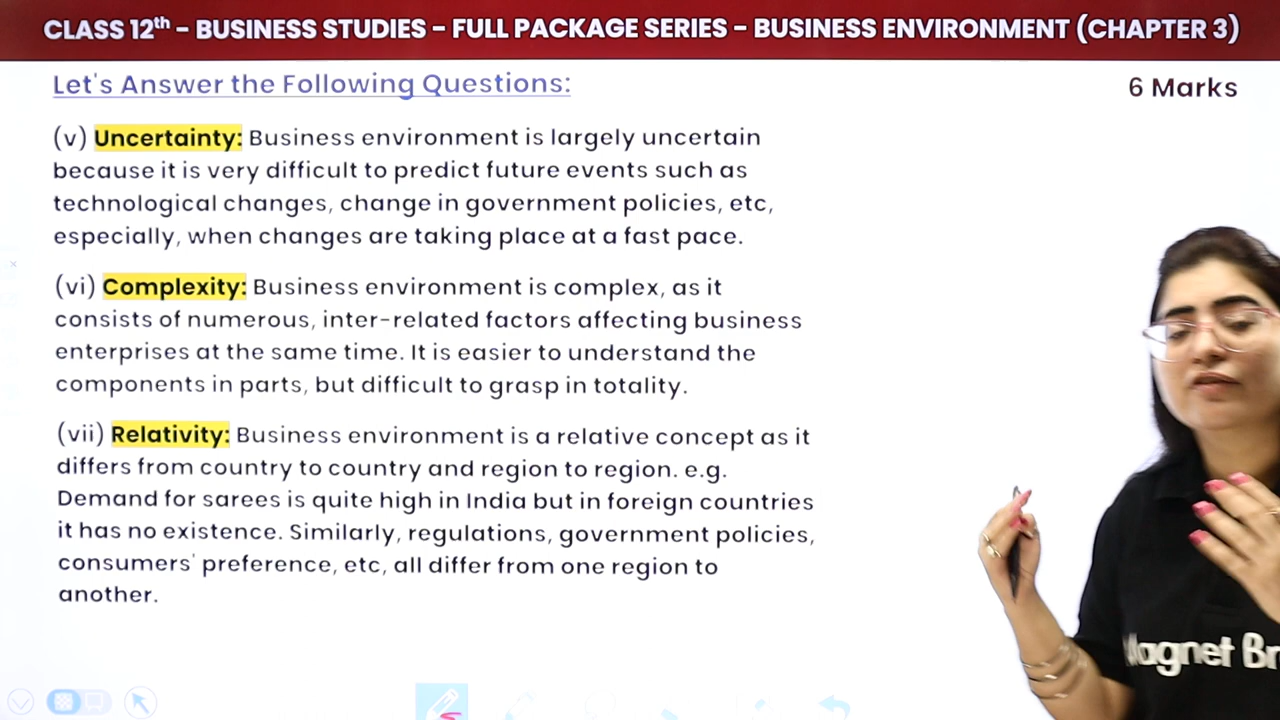 CLASS 12th – BUSINESS STUDIES – FULL PACKAGE SERIES – BUSINESS ENVIRONMENT (CHAPTER 3)
Let's Answer the Following Questions:
6 Marks
(v) Uncertainty: Business environment is largely uncertain
because it is very difficult to predict future events such as
technological changes, change in government policies, etc,
especially, when changes are taking place at a fast pace.
(vi) Complexity: Business environment is complex, as it
consists of numerous, inter-related factors affecting business
enterprises at the same time. It is easier to understand the
components in parts, but difficult to grasp in totality.
(vii) Relativity: Business environment is a relative concept as it
differs from country to country and region to region. e.g.
Demand for sarees is quite high in India but in foreign countries
it has no existence. Similarly, regulations, government policies,
consumers' preference, etc, all differ from one region to
another.
Magnet Br